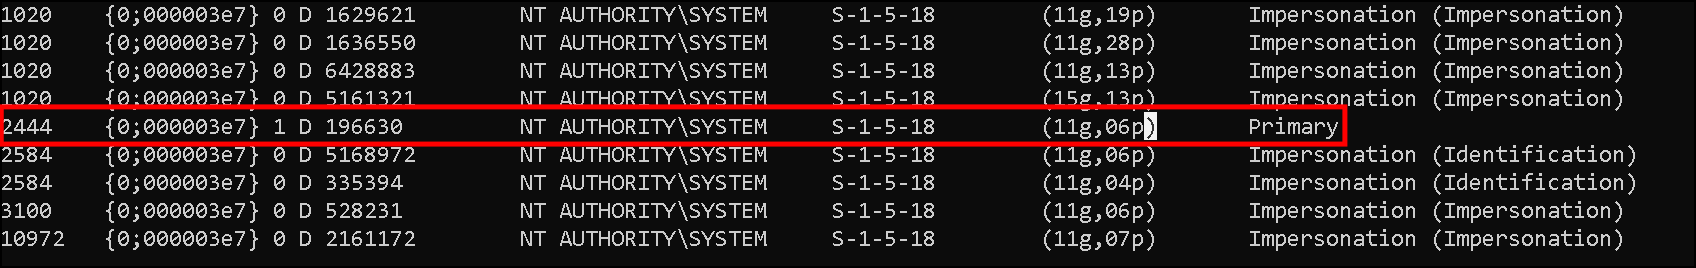 1020 {0;000003e7} 0 D 1629621 NT AUTHORITY\SYSTEM S-1-5-18 (11g,19p) Impersonation (Impersonation)
1020 {0;000003e7} 0 D 1636550 NT AUTHORITY\SYSTEM S-1-5-18 (11g,28p) Impersonation (Impersonation)
1020 {0;000003e7} 0 D 6428883 NT AUTHORITY\SYSTEM S-1-5-18 (11g,13p) Impersonation (Impersonation)
1020 {0;000003e7} 0 D 5161321 NT AUTHORITY\SYSTEM S-1-5-18 (15g,13p) Impersonation (Impersonation)
2444 {0;000003e7} 1 D 196630 NT AUTHORITY\SYSTEM S-1-5-18 (11g,06p) Primary
2584 {0;000003e7} 0 D 5168972 NT AUTHORITY\SYSTEM S-1-5-18 (11g,06p) Impersonation (Identification)
2584 {0;000003e7} 0 D 335394 NT AUTHORITY\SYSTEM S-1-5-18 (11g,04p) Impersonation (Identification)
3100 {0;000003e7} 0 D 528231 NT AUTHORITY\SYSTEM S-1-5-18 (11g,06p) Impersonation (Impersonation)
10972 {0;000003e7} 0 D 2161172 NT AUTHORITY\SYSTEM S-1-5-18 (11g,07p) Impersonation (Impersonation)